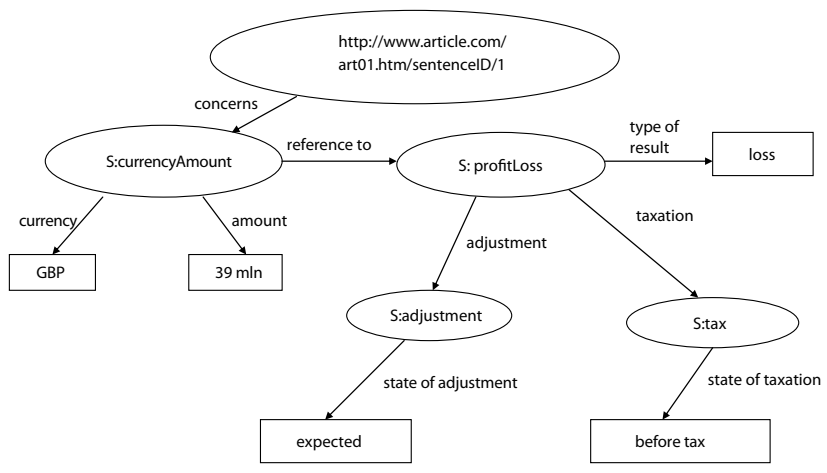 http://www.article.com/
art01.htm/sentenceID/1
concerns
S:currencyAmount
reference to
S: profitLoss
type of
result
loss
currency
amount
adjustment
taxation
GBP
39 mln
S:adjustment
S:tax
state of adjustment
state of taxation
expected
before tax